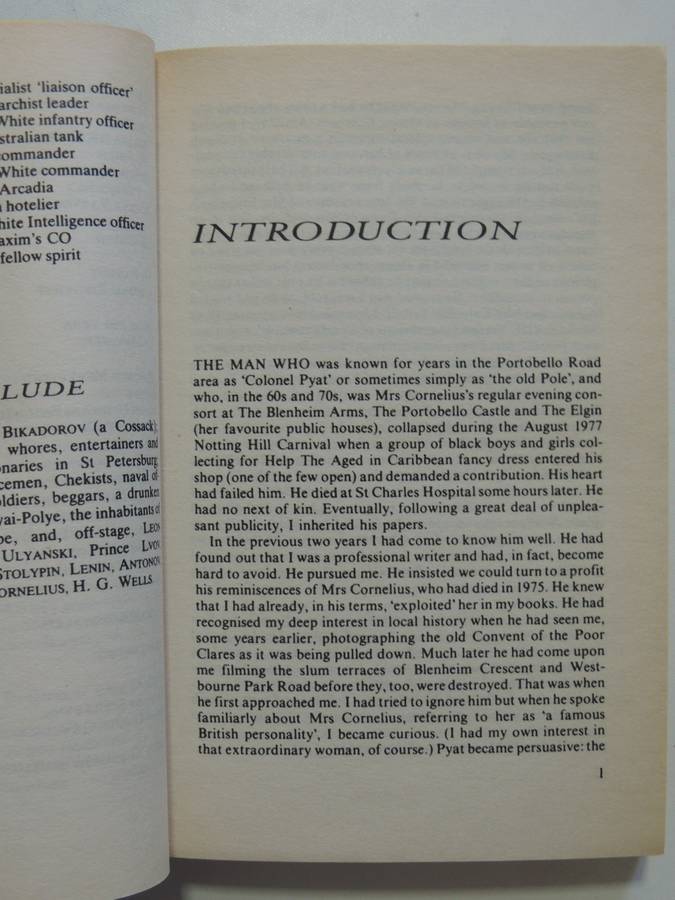 ialist 'liaison officer'
archist leader
White infantry officer
stralian tank
commander
White commander
Arcadia
hotelier
hite Intelligence officer
axim's CO
fellow spirit
LUDE
BIKADOROV (a Cossack);
whores, entertainers and
onaries in St Petersburg,
cemen, Chekists, naval of-
oldiers, beggars, a drunken
yai-Polye, the inhabitants of
pe, and, off-stage, LEON
ULYANSKI, Prince LVOV
STOLYPIN, LENIN, ANTONOV
ORNELIUS, H. G. WELLS.
INTRODUCTION
THE MAN WHO was known for years in the Portobello Road
area as 'Colonel Pyat' or sometimes simply as 'the old Pole', and
who, in the 60s and 70s, was Mrs Cornelius's regular evening con-
sort at The Blenheim Arms, The Portobello Castle and The Elgin
(her favourite public houses), collapsed during the August 1977
Notting Hill Carnival when a group of black boys and girls col-
lecting for Help The Aged in Caribbean fancy dress entered his
shop (one of the few open) and demanded a contribution. His heart
had failed him. He died at St Charles Hospital some hours later. He
had no next of kin. Eventually, following a great deal of unplea-
sant publicity, I inherited his papers.
In the previous two years I had come to know him well. He had
found out that I was a professional writer and had, in fact, become
hard to avoid. He pursued me. He insisted we could turn to a profit
his reminiscences of Mrs Cornelius, who had died in 1975. He knew
that I had already, in his terms, 'exploited' her in my books. He had
recognised my deep interest in local history when he had seen me,
some years earlier, photographing the old Convent of the Poor
Clares as it was being pulled down. Much later he had come upon
me filming the slum terraces of Blenheim Crescent and West-
bourne Park Road before they, too, were destroyed. That was when
he first approached me. I had tried to ignore him but when he spoke
familiarly about Mrs Cornelius, referring to her as 'a famous
British personality', I became curious. (I had my own interest in
that extraordinary woman, of course.) Pyat became persuasive: the
1